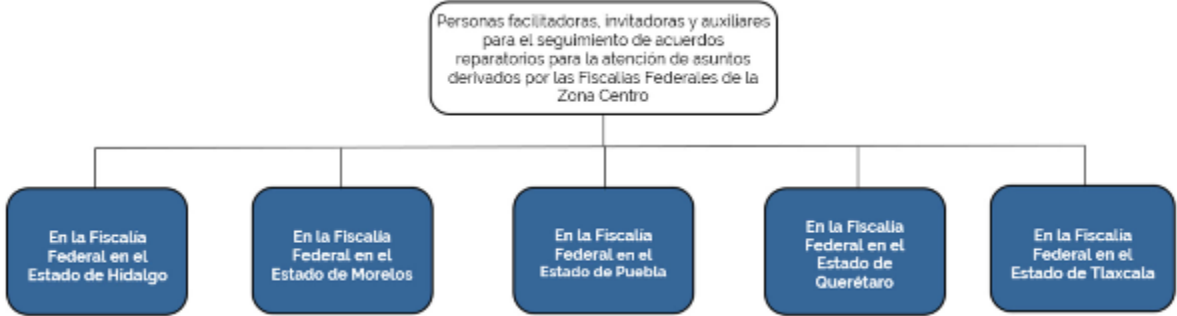 Personas facilitadoras, invitadoras y auxiliares
para el seguimiento de acuerdos
reparatorios para la atención de asuntos
derivados por las Fiscalías Federales de la
Zona Centro
En la Fiscalía
Federal en el
Estado de Hidalgo
En la Fiscalía
Federal en el
Estado de Morelos
En la Fiscalía
Federal en el
Estado de Puebla
En la Fiscalía
Federal en el
Estado de
Querétaro
En la Fiscalía
Federal en el
Estado de Tlaxcala